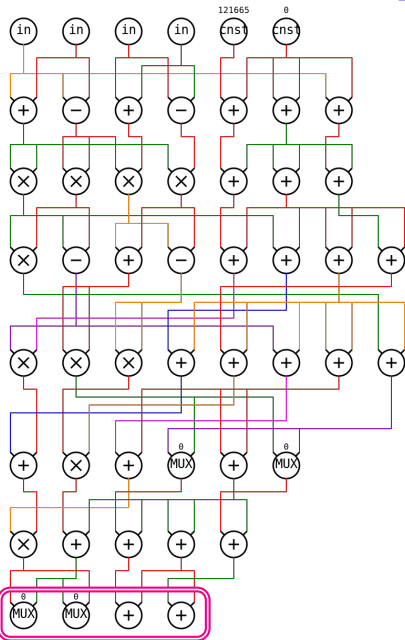 121665 0
in in in in cnst cnst
+ − + − + + +
× × × × + + +
× − + − + + + +
× × × + + + + +
0 0
+ × + MUX + MUX
× + + + +
0 0
MUX MUX + +